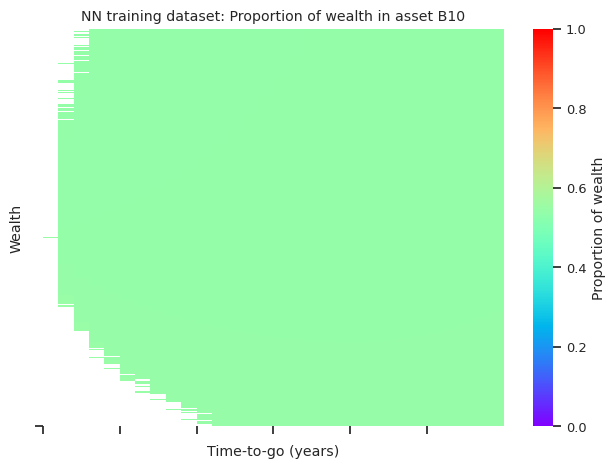 NN training dataset: Proportion of wealth in asset B10
Wealth
Time-to-go (years)
1.0
0.8
0.6
0.4
0.2
0.0
Proportion of wealth